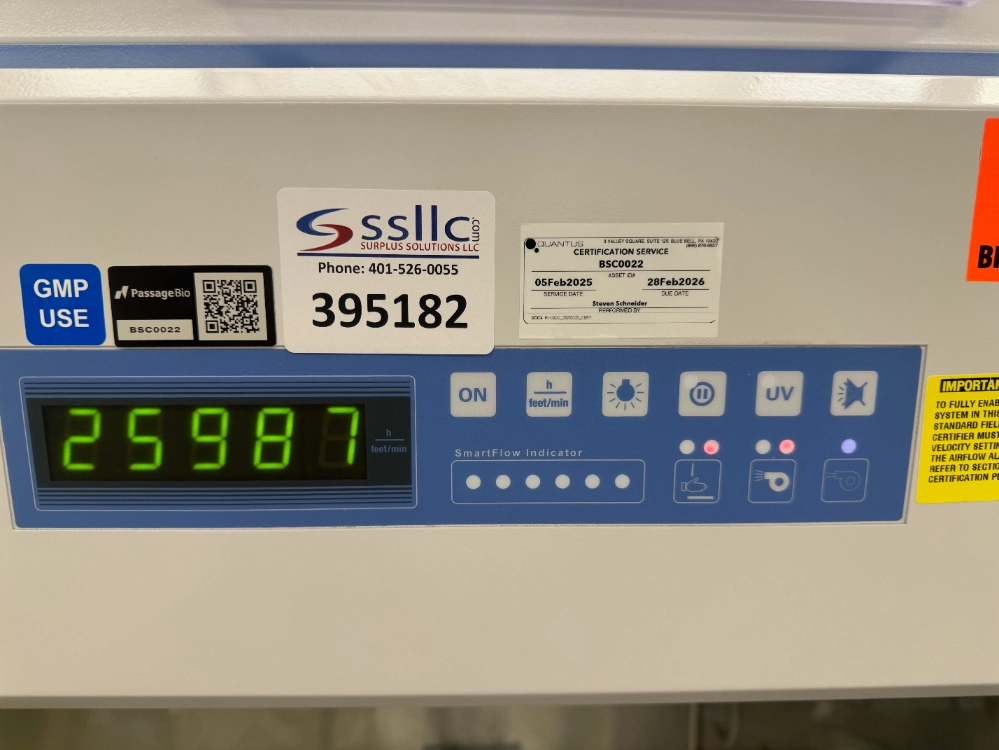 ssllc.com
SURPLUS SOLUTIONS LLC
Phone: 401-526-0055
395182
GMP
USE
PassageBio
BSC0022
QUANTUS
CERTIFICATION SERVICE
BSC0022
ASSET ID#
05Feb2025 28Feb2026
SERVICE DATE DUE DATE
Steven Schneider
PERFORMED BY
25987
h
feet/min
ON
h
feet/min
UV
SmartFlow Indicator
IMPORTAN
TO FULLY ENAB
SYSTEM IN THIS
STANDARD FIEL
CERTIFIER MUST
VELOCITY SETTIN
THE AIRFLOW AL
REFER TO SECTIO
CERTIFICATION P